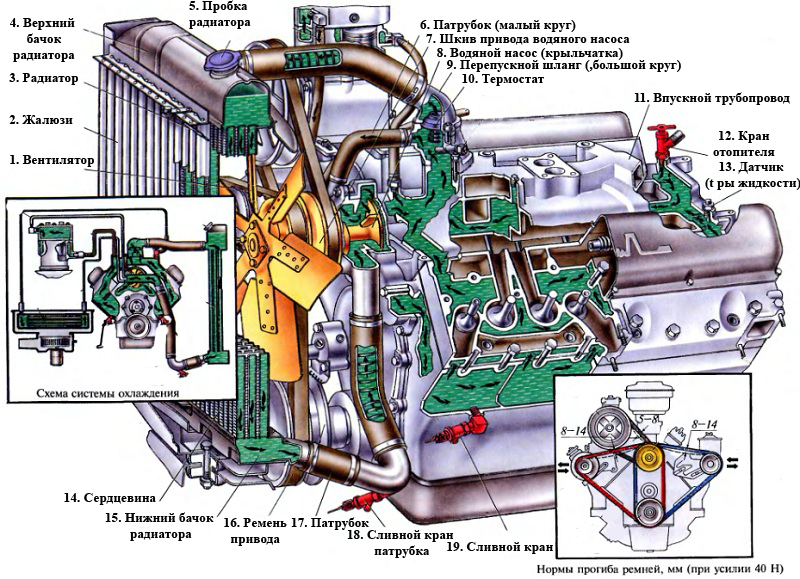 5. Пробка
радиатора
4. Верхний
бачок
радиатора
3. Радиатор
2. Жалюзи
1. Вентилятор
6. Патрубок (малый круг)
7. Шкив привода водяного насоса
8. Водяной насос (крыльчатка)
9. Перепускной шланг (,большой круг)
10. Термостат
11. Впускной трубопровод
12. Кран
отопителя
13. Датчик
(t ры жидкости)
Схема системы охлаждения
14. Сердцевина
15. Нижний бачок
радиатора
16. Ремень
привода
17. Патрубок
18. Сливной кран
патрубка
19. Сливной кран
5–8
8–14
8–14
Нормы прогиба ремней, мм (при усилии 40 Н)